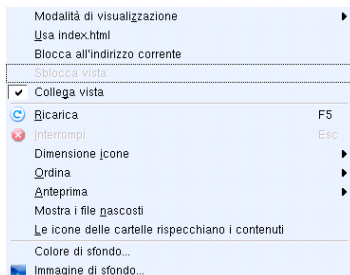 Modalità di visualizzazione
Usa index.html
Blocca all'indirizzo corrente
Sblocca vista
Collega vista
Ricarica F5
Interrompi Esc
Dimensione icone
Ordina
Anteprima
Mostra i file nascosti
Le icone delle cartelle rispecchiano i contenuti
Colore di sfondo...
Immagine di sfondo...